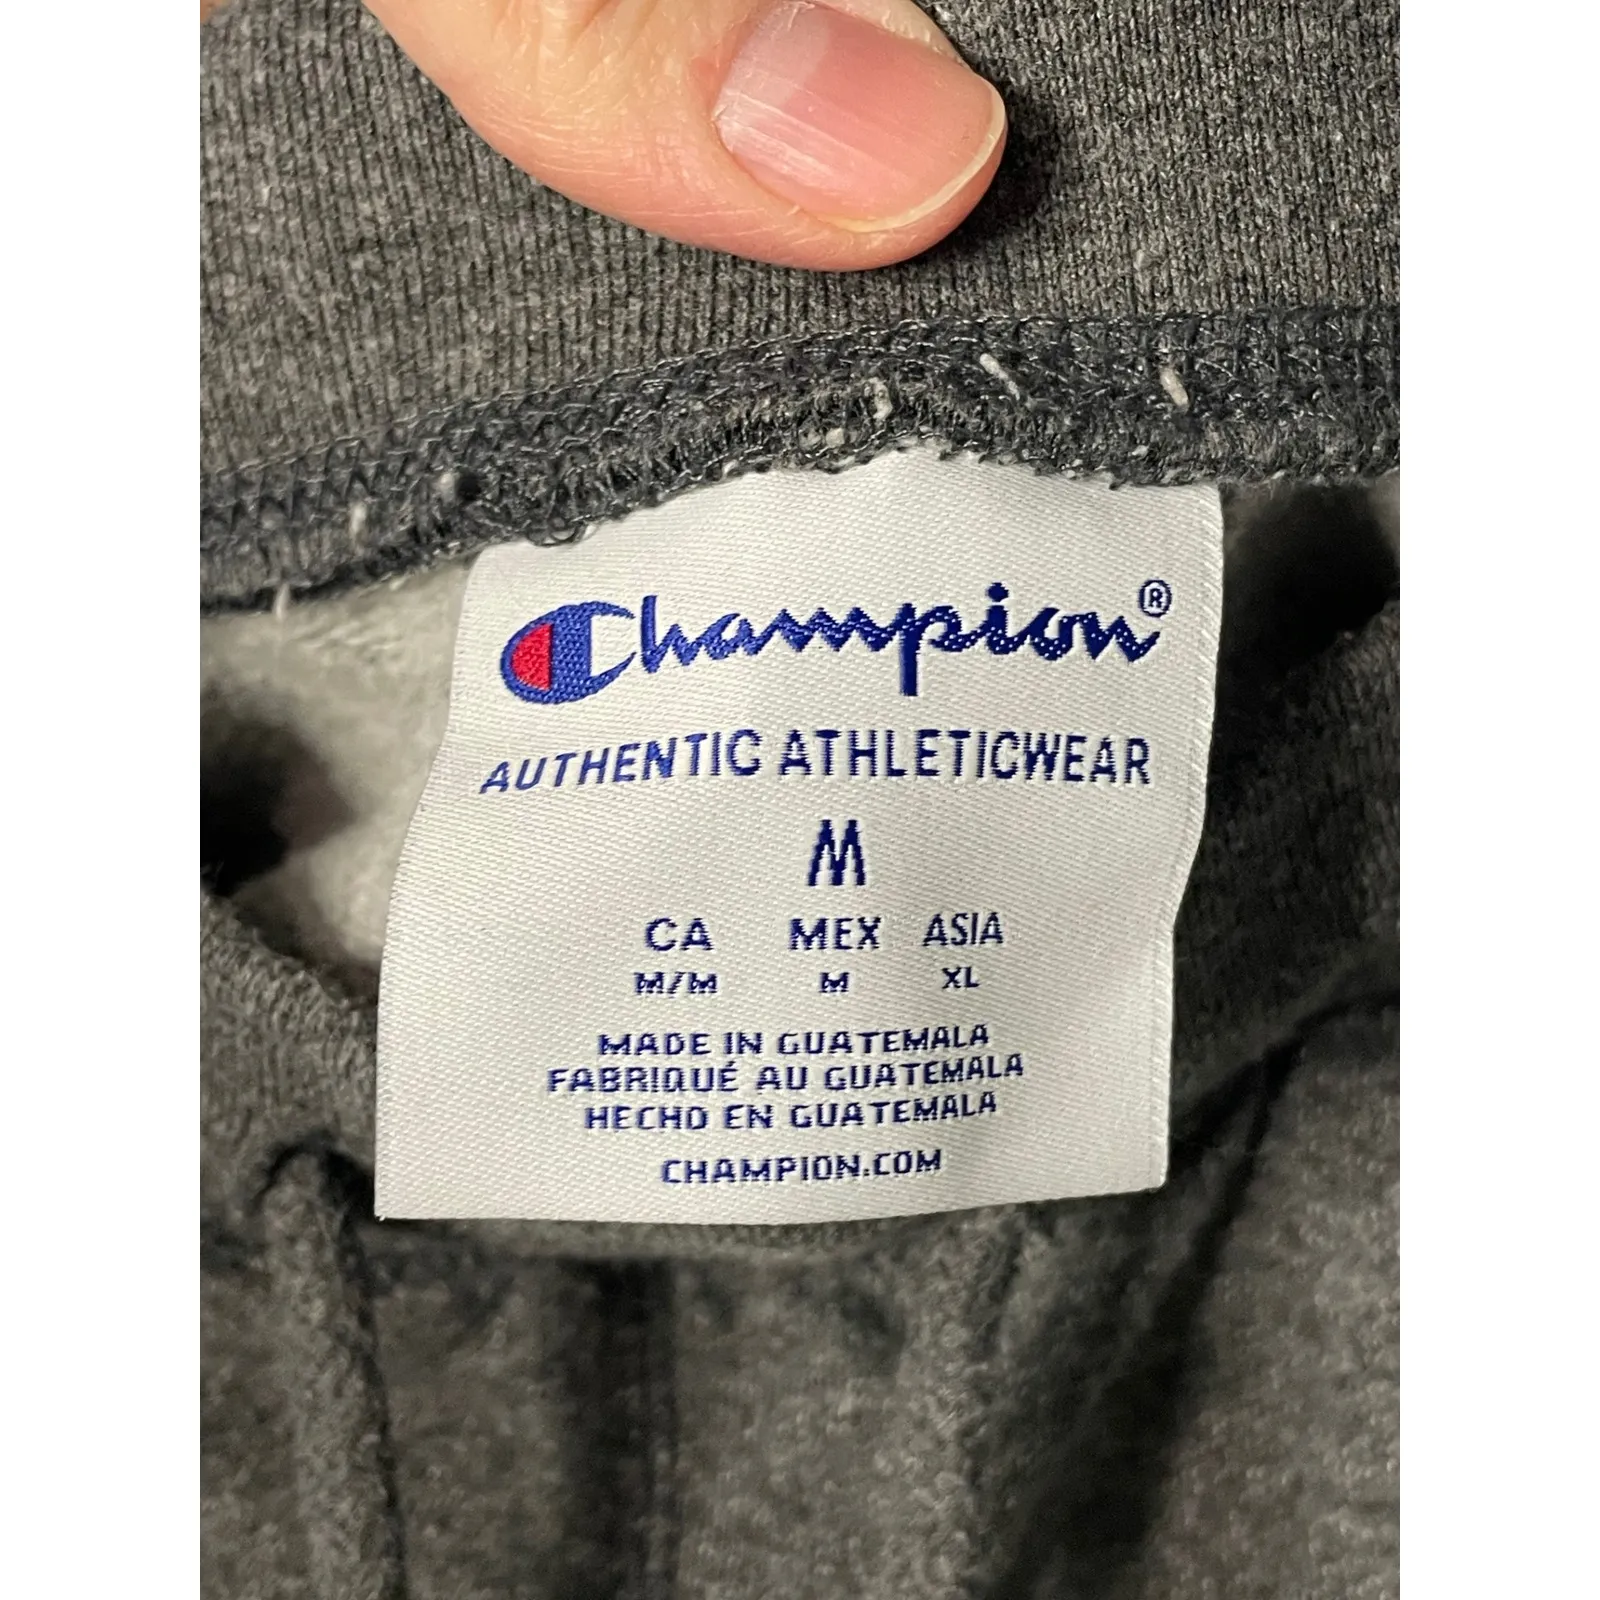 Champion®
AUTHENTIC ATHLETICWEAR
M
CA MEX ASIA
M/M M XL
MADE IN GUATEMALA
FABRIQUÉ AU GUATEMALA
HECHO EN GUATEMALA
CHAMPION.COM